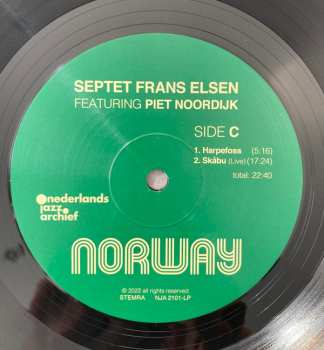 SEPTET FRANS ELSEN
FEATURING PIET NOORDIJK
SIDE C
1. Harpefoss (5:16)
2. Skåbu (Live) (17:24)
total: 22:40
nederlands
jazz
archief
NORWAY
© 2022 all rights reserved
STEMRA NJA 2101-LP